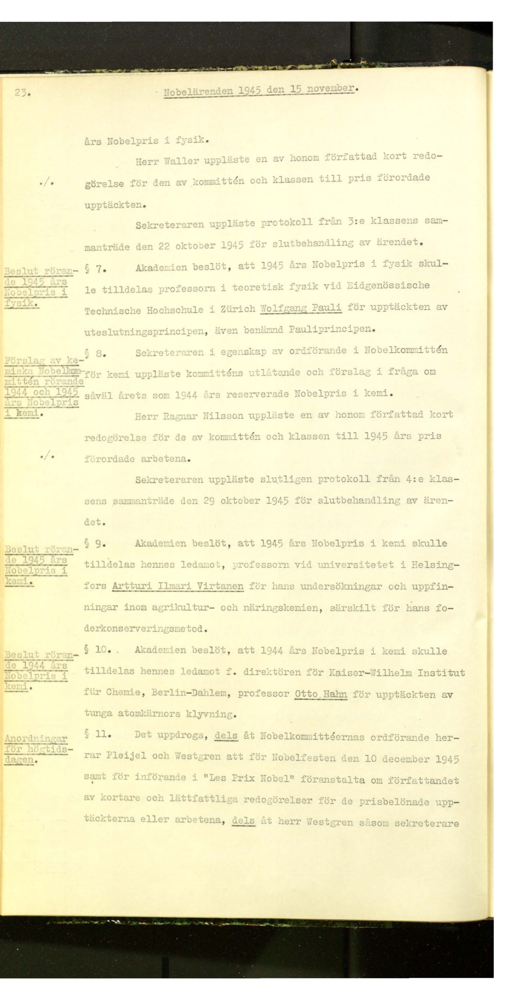 23.
Nobelärenden 1945 den 15 november.
års Nobelpris i fysik.
Herr Waller uppläste en av honom författad kort redo-
./. görelse för den av kommittén och klassen till pris förordade
upptäckten.
Sekreteraren uppläste protokoll från 3:e klassens sam-
manträde den 22 oktober 1945 för slutbehandling av ärendet.
Beslut röran-
de 1945 års
Nobelpris i
fysik.
§ 7. Akademien beslöt, att 1945 års Nobelpris i fysik skul-
le tilldelas professorn i teoretisk fysik vid Eidgenössische
Technische Hochschule i Zürich Wolfgang Pauli för upptäckten av
uteslutningsprincipen, även benämnd Pauliprincipen.
Förslag av ke-
miska Nobelkom-
mittén rörande
1944 och 1945
års Nobelpris
i kemi.
§ 8. Sekreteraren i egenskap av ordförande i Nobelkommittén
för kemi uppläste kommitténs utlåtande och förslag i fråga om
såväl årets som 1944 års reserverade Nobelpris i kemi.
Herr Ragnar Nilsson uppläste en av honom författad kort
redogörelse för de av kommittén och klassen till 1945 års pris
./. förordade arbetena.
Sekreteraren uppläste slutligen protokoll från 4:e klas-
sens sammanträde den 29 oktober 1945 för slutbehandling av ären-
det.
Beslut röran-
de 1945 års
Nobelpris i
kemi.
§ 9. Akademien beslöt, att 1945 års Nobelpris i kemi skulle
tilldelas hennes ledamot, professorn vid universitetet i Helsing-
fors Artturi Ilmari Virtanen för hans undersökningar och uppfin-
ningar inom agrikultur- och näringskemien, särskilt för hans fo-
derkonserveringsmetod.
Beslut röran-
de 1944 års
Nobelpris i
kemi.
§ 10. Akademien beslöt, att 1944 års Nobelpris i kemi skulle
tilldelas hennes ledamot f. direktören för Kaiser-Wilhelm Institut
für Chemie, Berlin-Dahlem, professor Otto Hahn för upptäckten av
tunga atomkärnors klyvning.
Anordningar
för högtids-
dagen.
§ 11. Det uppdrogs, dels åt Nobelkommittéernas ordförande her-
rar Pleijel och Westgren att för Nobelfesten den 10 december 1945
samt för införande i "Les Prix Nobel" föranstalta om författandet
av kortare och lättfattliga redogörelser för de prisbelönade upp-
täckterna eller arbetena, dels åt herr Westgren såsom sekreterare